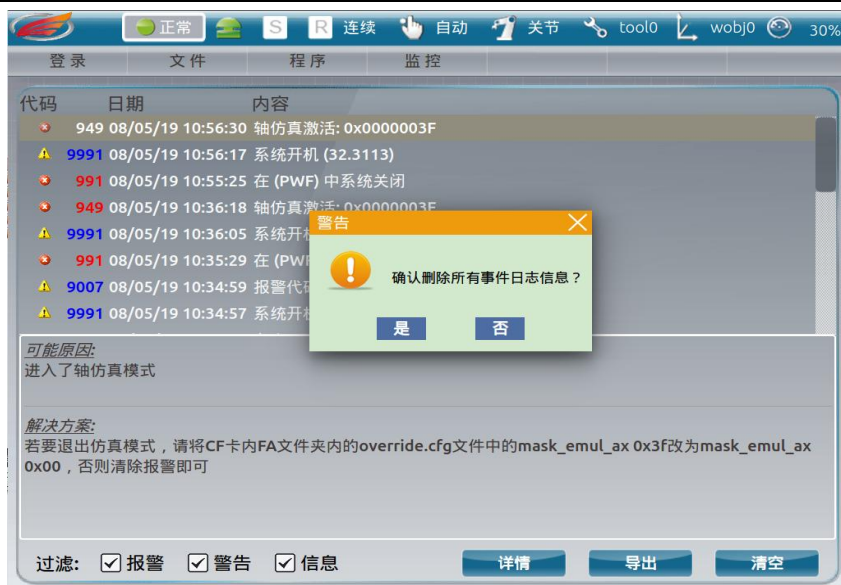 正常 S R 连续 自动 关节 tool0 wobj0 30%
登录 文件 程序 监控
代码 日期 内容
949 08/05/19 10:56:30 轴仿真激活: 0x0000003F
9991 08/05/19 10:56:17 系统开机 (32.3113)
991 08/05/19 10:55:25 在 (PWF) 中系统关闭
949 08/05/19 10:36:18 轴仿真激活: 0x0000003F
9991 08/05/19 10:36:05 系统开机
991 08/05/19 10:35:29 在 (PWF
9007 08/05/19 10:34:59 报警代码
9991 08/05/19 10:34:57 系统开机
警告
确认删除所有事件日志信息？
是 否
可能原因:
进入了轴仿真模式
解决方案:
若要退出仿真模式，请将CF卡内FA文件夹内的override.cfg文件中的mask_emul_ax 0x3f改为mask_emul_ax
0x00，否则清除报警即可
过滤: 报警 警告 信息 详情 导出 清空